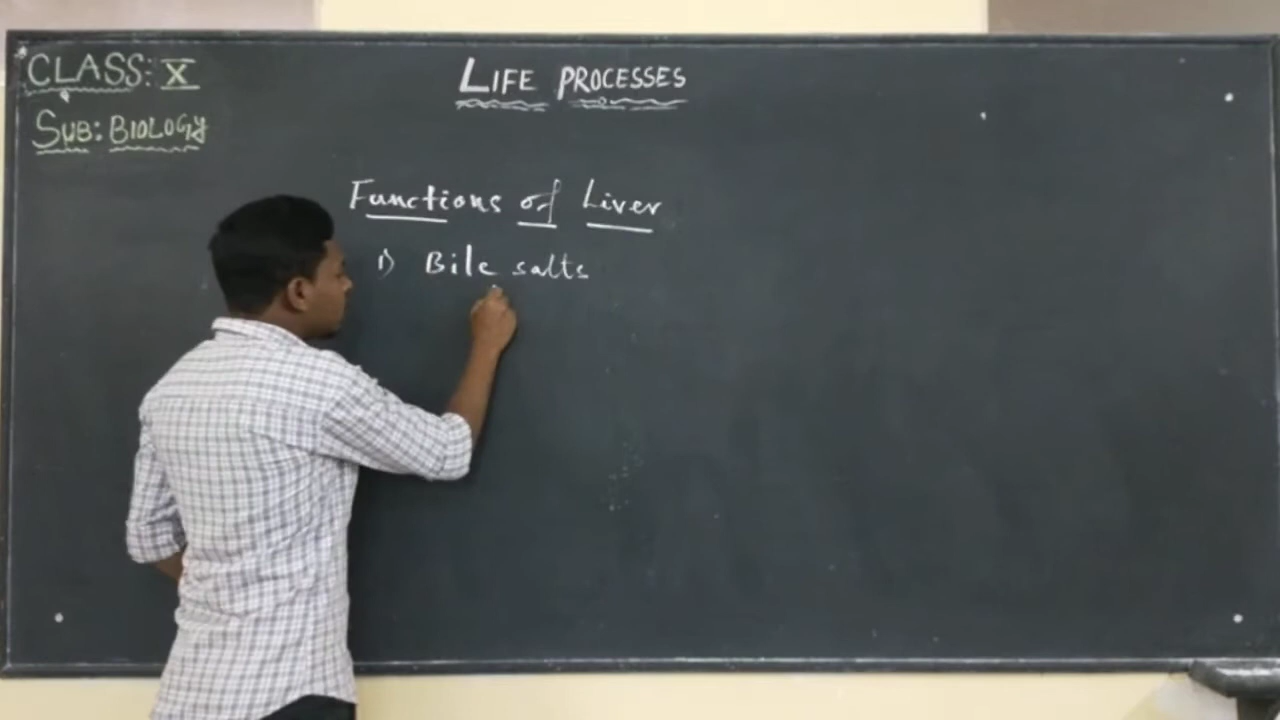 CLASS: X
SUB: BIOLOGY
LIFE PROCESSES
Functions of Liver
1) Bile salts